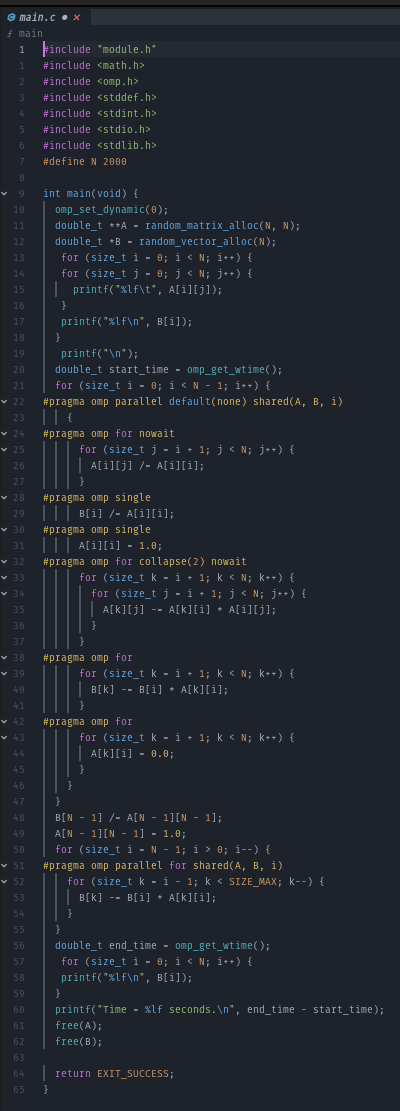 main.c ● ×
ƒ main
1 #include "module.h"
1 #include <math.h>
2 #include <omp.h>
3 #include <stddef.h>
4 #include <stdint.h>
5 #include <stdio.h>
6 #include <stdlib.h>
7 #define N 2000
8
9 int main(void) {
10 omp_set_dynamic(0);
11 double_t **A = random_matrix_alloc(N, N);
12 double_t *B = random_vector_alloc(N);
13 for (size_t i = 0; i < N; i++) {
14 for (size_t j = 0; j < N; j++) {
15 printf("%lf\t", A[i][j]);
16 }
17 printf("%lf\n", B[i]);
18 }
19 printf("\n");
20 double_t start_time = omp_get_wtime();
21 for (size_t i = 0; i < N - 1; i++) {
22 #pragma omp parallel default(none) shared(A, B, i)
23 {
24 #pragma omp for nowait
25 for (size_t j = i + 1; j < N; j++) {
26 A[i][j] /= A[i][i];
27 }
28 #pragma omp single
29 B[i] /= A[i][i];
30 #pragma omp single
31 A[i][i] = 1.0;
32 #pragma omp for collapse(2) nowait
33 for (size_t k = i + 1; k < N; k++) {
34 for (size_t j = i + 1; j < N; j++) {
35 A[k][j] -= A[k][i] * A[i][j];
36 }
37 }
38 #pragma omp for
39 for (size_t k = i + 1; k < N; k++) {
40 B[k] -= B[i] * A[k][i];
41 }
42 #pragma omp for
43 for (size_t k = i + 1; k < N; k++) {
44 A[k][i] = 0.0;
45 }
46 }
47 }
48 B[N - 1] /= A[N - 1][N - 1];
49 A[N - 1][N - 1] = 1.0;
50 for (size_t i = N - 1; i > 0; i--) {
51 #pragma omp parallel for shared(A, B, i)
52 for (size_t k = i - 1; k < SIZE_MAX; k--) {
53 B[k] -= B[i] * A[k][i];
54 }
55 }
56 double_t end_time = omp_get_wtime();
57 for (size_t i = 0; i < N; i++) {
58 printf("%lf\n", B[i]);
59 }
60 printf("Time = %lf seconds.\n", end_time - start_time);
61 free(A);
62 free(B);
63
64 return EXIT_SUCCESS;
65 }